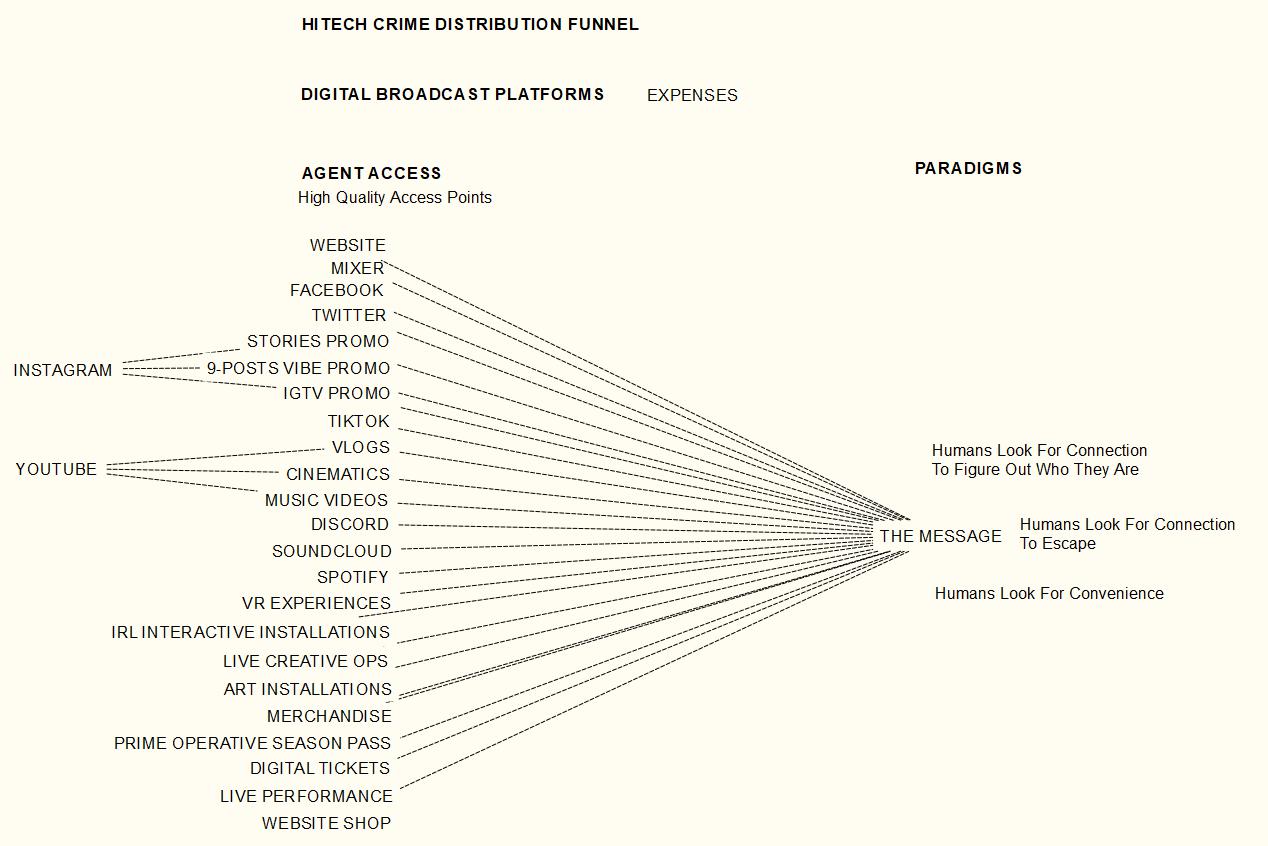 HITECH CRIME DISTRIBUTION FUNNEL
DIGITAL BROADCAST PLATFORMS
EXPENSES
AGENT ACCESS
High Quality Access Points
PARADIGMS
WEBSITE
MIXER
FACEBOOK
TWITTER
INSTAGRAM
STORIES PROMO
9-POSTS VIBE PROMO
IGTV PROMO
TIKTOK
YOUTUBE
VLOGS
CINEMATICS
MUSIC VIDEOS
DISCORD
SOUNDCLOUD
SPOTIFY
VR EXPERIENCES
IRL INTERACTIVE INSTALLATIONS
LIVE CREATIVE OPS
ART INSTALLATIONS
MERCHANDISE
PRIME OPERATIVE SEASON PASS
DIGITAL TICKETS
LIVE PERFORMANCE
WEBSITE SHOP
THE MESSAGE
Humans Look For Connection
To Figure Out Who They Are
Humans Look For Connection
To Escape
Humans Look For Convenience